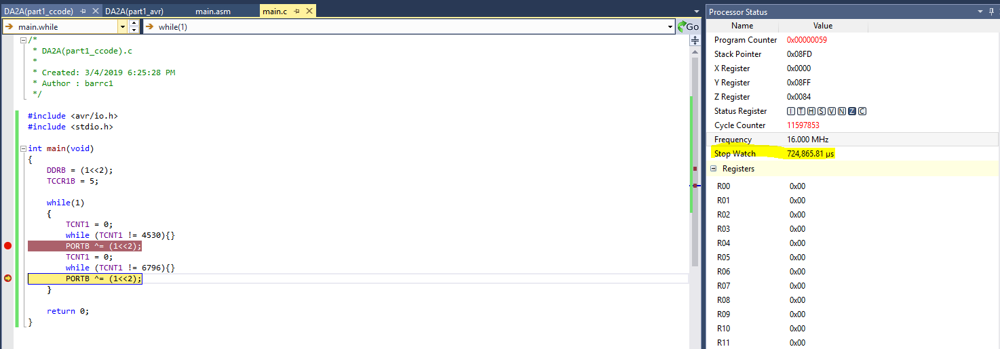 DA2A(part1_ccode) DA2A(part1_avr) main.asm main.c
main.while while(1) Go
/*
* DA2A(part1_ccode).c
*
* Created: 3/4/2019 6:25:28 PM
* Author : barrc1
*/
#include <avr/io.h>
#include <stdio.h>
int main(void)
{
DDRB = (1<<2);
TCCR1B = 5;
while(1)
{
TCNT1 = 0;
while (TCNT1 != 4530){}
PORTB ^= (1<<2);
TCNT1 = 0;
while (TCNT1 != 6796){}
PORTB ^= (1<<2);
}
return 0;
}
Processor Status
Name Value
Program Counter 0x00000059
Stack Pointer 0x08FD
X Register 0x0000
Y Register 0x08FF
Z Register 0x0084
Status Register I T H S V N Z C
Cycle Counter 11597853
Frequency 16.000 MHz
Stop Watch 724,865.81 µs
Registers
R00 0x00
R01 0x00
R02 0x00
R03 0x00
R04 0x00
R05 0x00
R06 0x00
R07 0x00
R08 0x00
R09 0x00
R10 0x00
R11 0x00